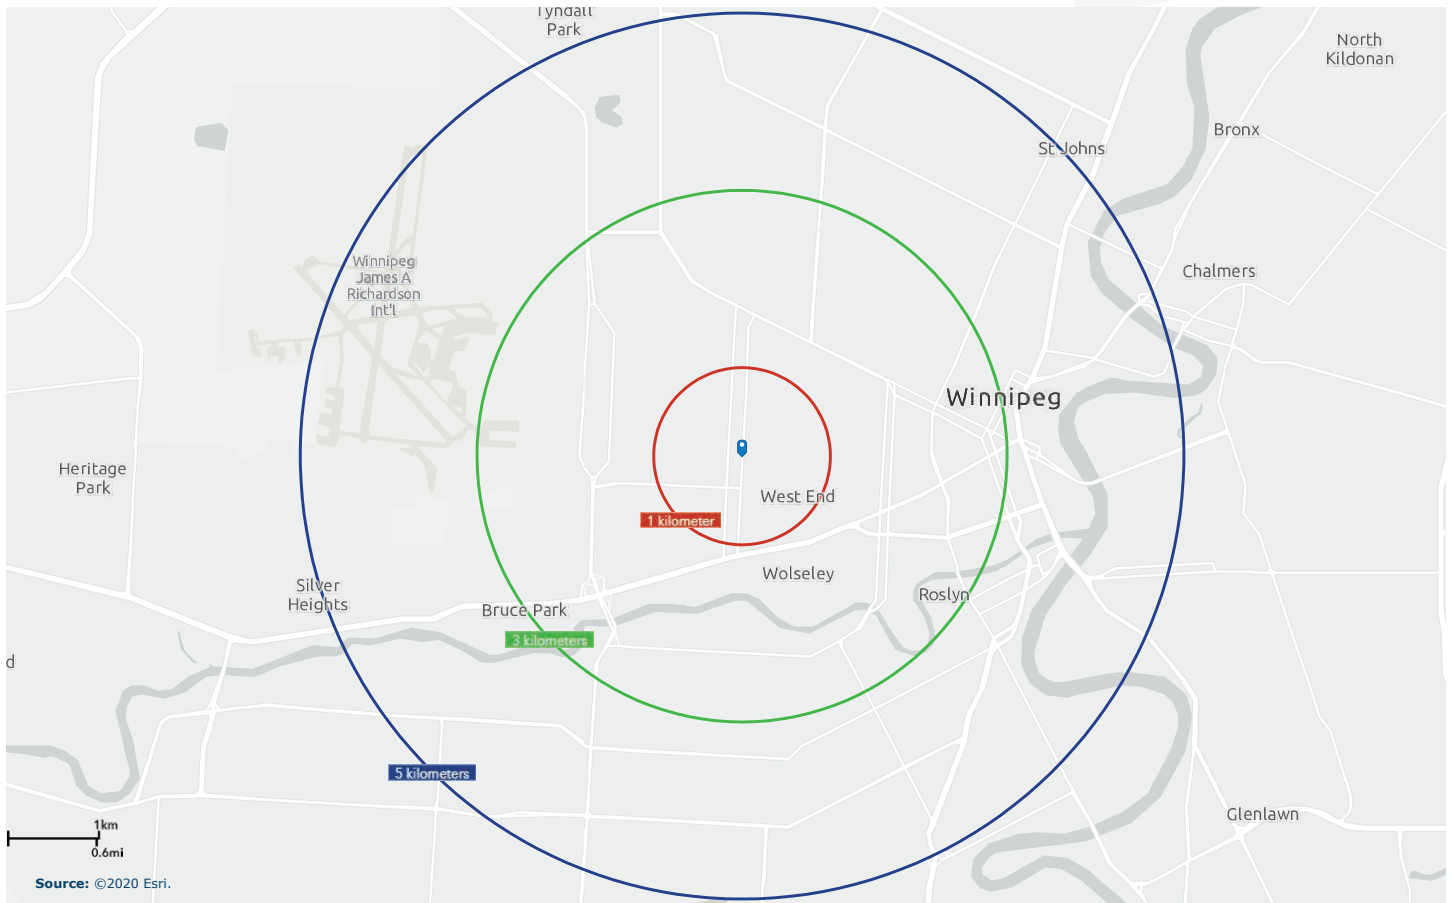 Tyndall
Park
North
Kildonan
Bronx
St Johns
Winnipeg
James A
Richardson
Int'l
Chalmers
Winnipeg
Heritage
Park
West End
1 kilometer
Wolseley
Silver
Heights
Bruce Park
Roslyn
3 kilometers
d
5 kilometers
Glenlawn
1km
0.6mi
Source: ©2020 Esri.